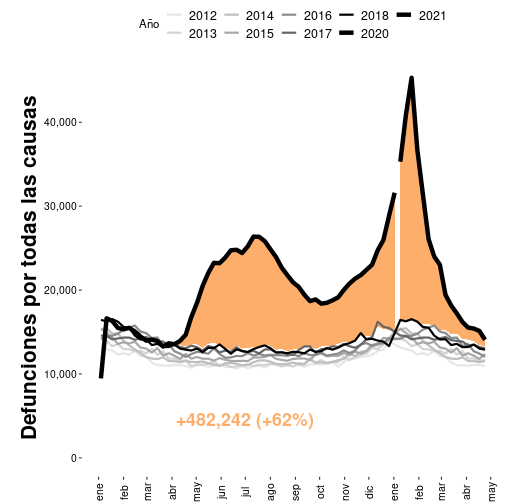 Año
2012 2014 2016 2018 2021
2013 2015 2017 2020
Defunciones por todas las causas
40,000
30,000
20,000
10,000
0
+482,242 (+62%)
ene feb mar abr may jun jul ago sep oct nov dic ene feb mar abr may